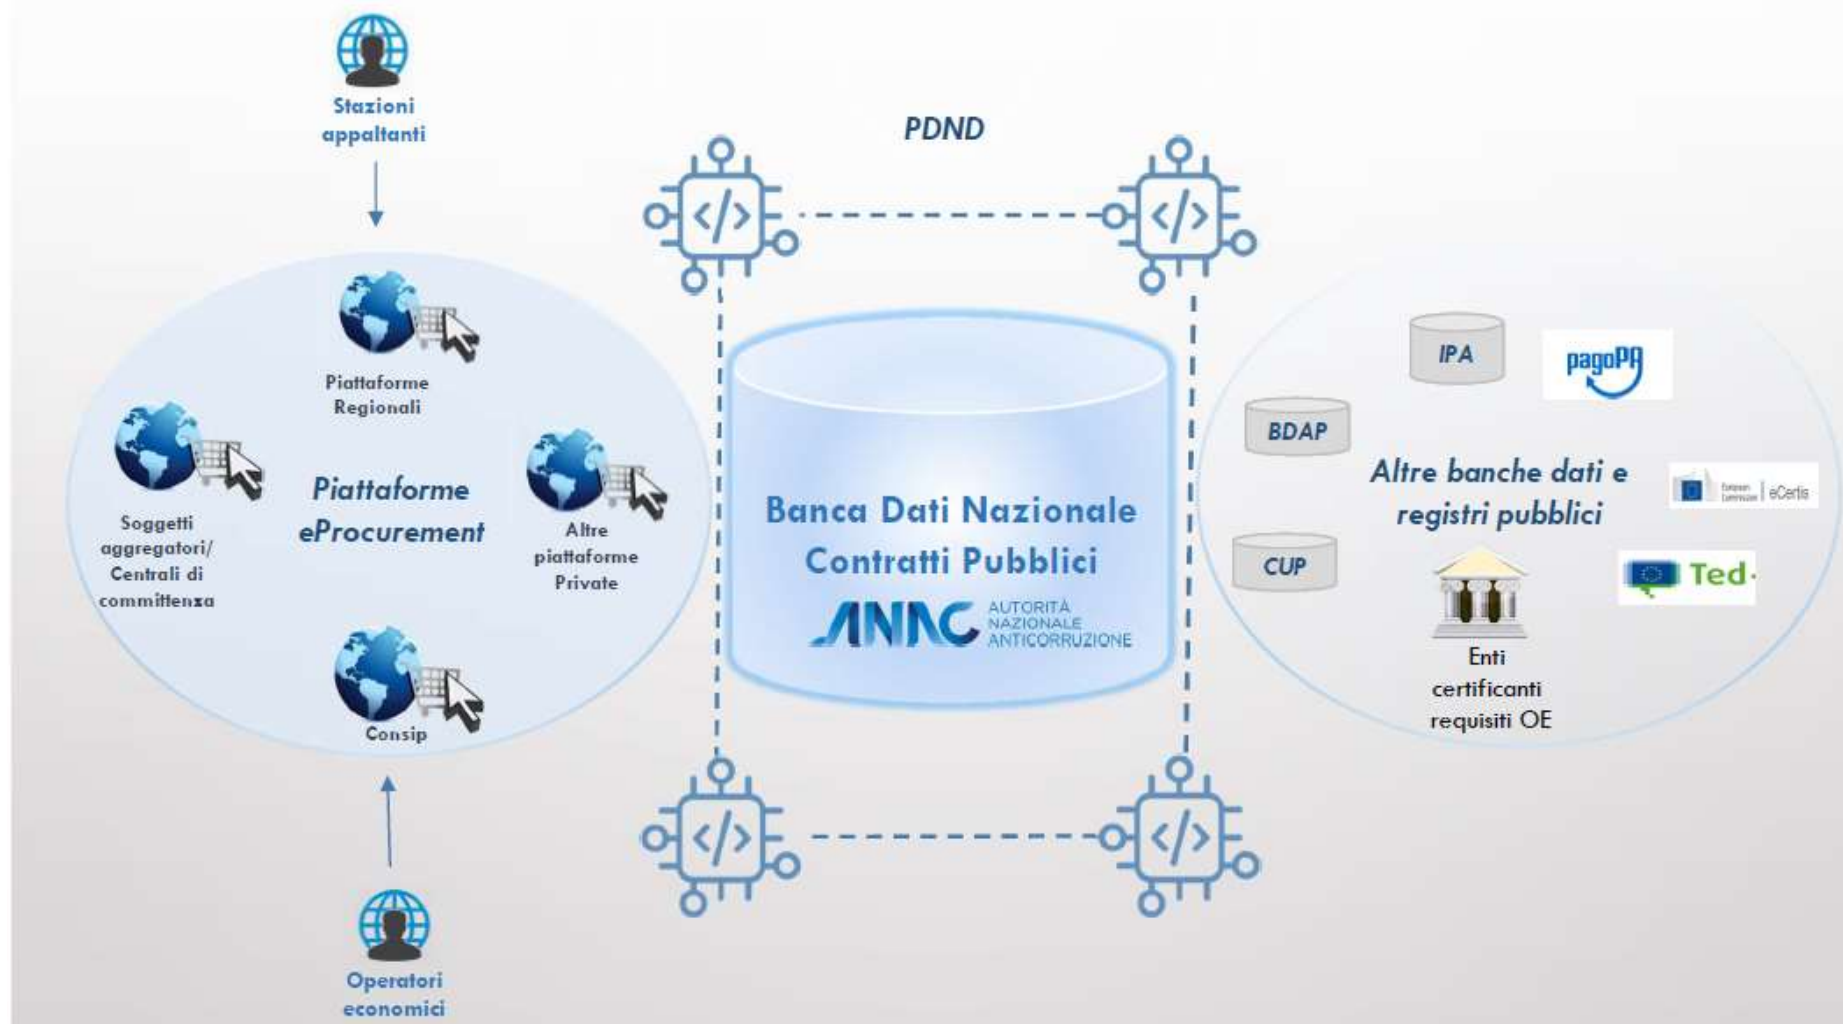 Stazioni
appaltanti
PDND
Piattaforme
Regionali
Soggetti
aggregatori/
Centrali di
committenza
Piattaforme
eProcurement
Altre
piattaforme
Private
Consip
Operatori
economici
</>
</>
</>
</>
Banca Dati Nazionale
Contratti Pubblici
ANAC
AUTORITÀ
NAZIONALE
ANTICORRUZIONE
IPA
pagoPA
BDAP
Altre banche dati e
registri pubblici
European
Commission
eCertis
CUP
Ted
Enti
certificanti
requisiti OE